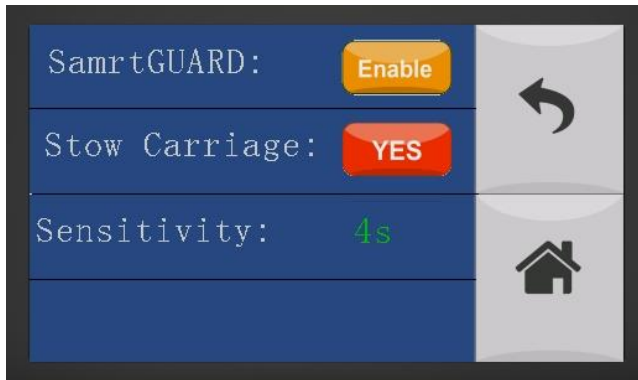 SamrtGUARD: Enable
Stow Carriage: YES
Sensitivity: 4s